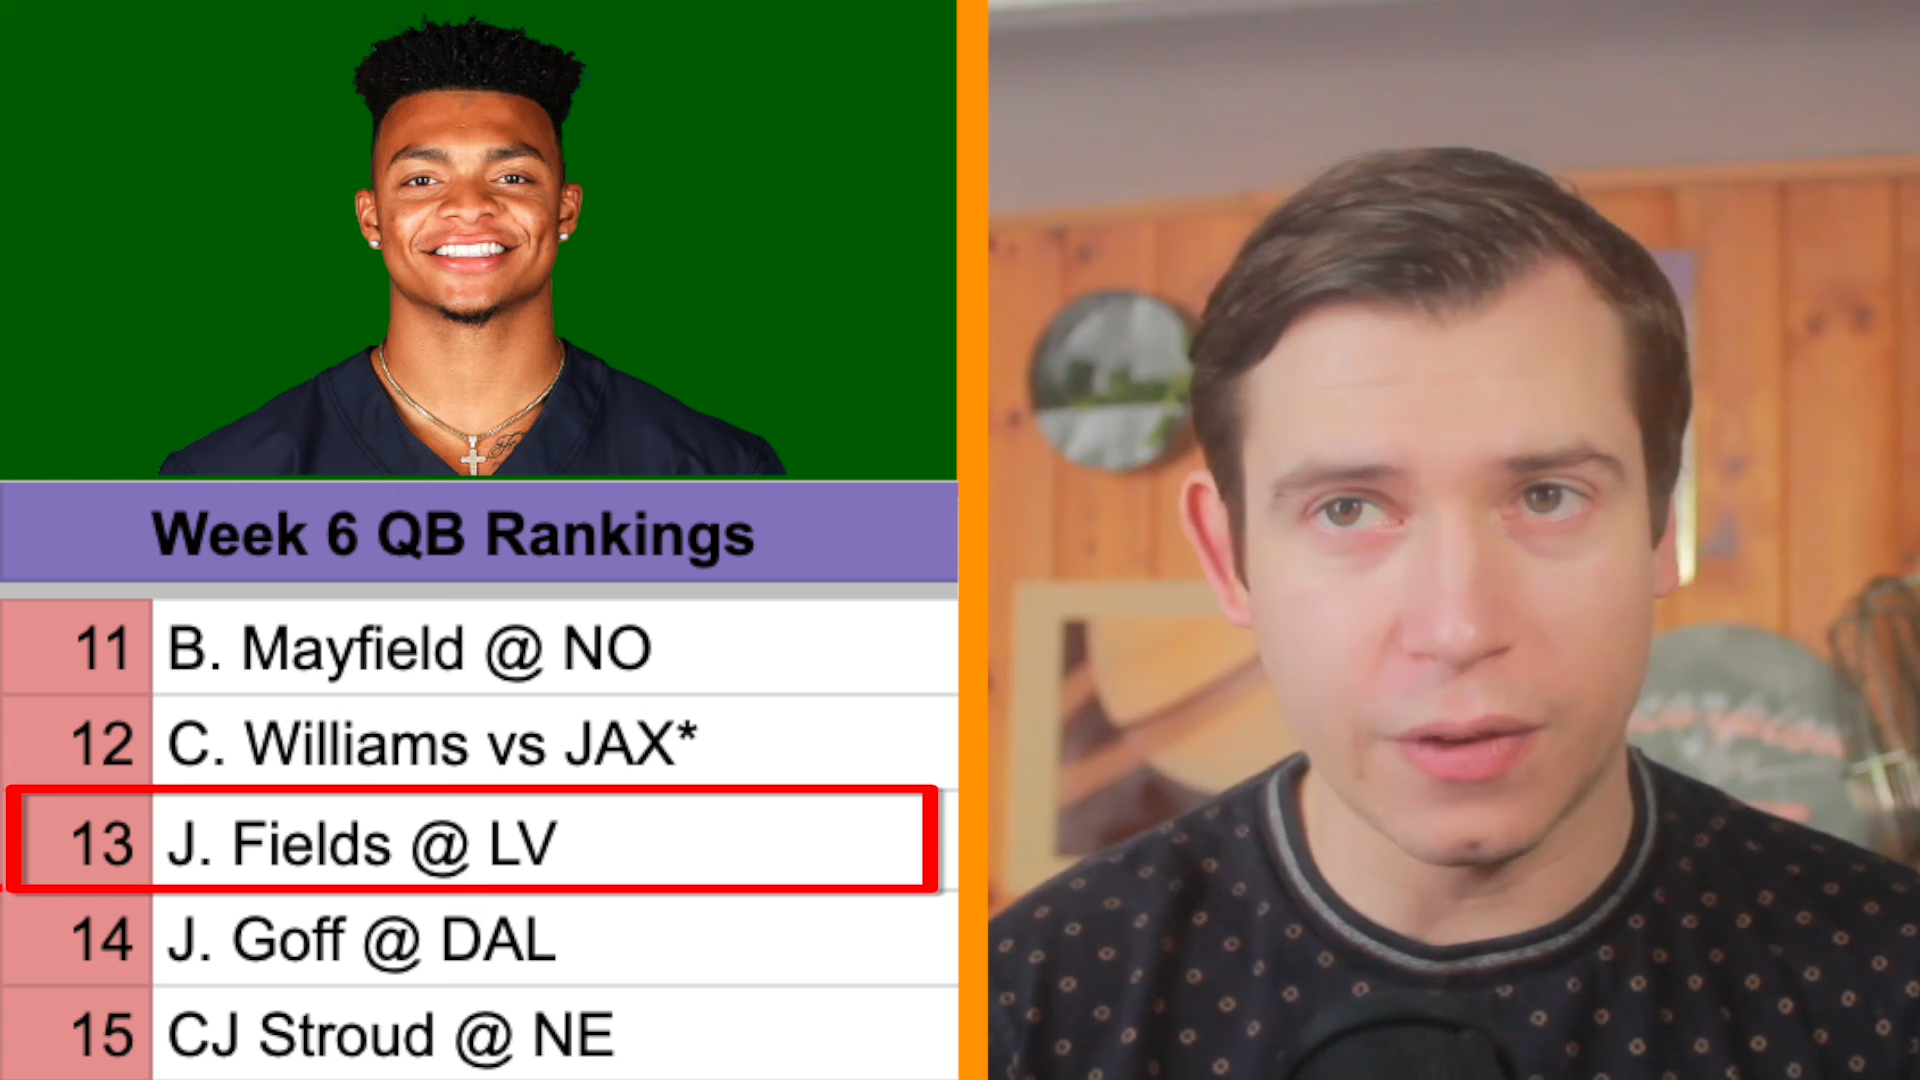 Week 6 QB Rankings
11 B. Mayfield @ NO
12 C. Williams vs JAX*
13 J. Fields @ LV
14 J. Goff @ DAL
15 CJ Stroud @ NE